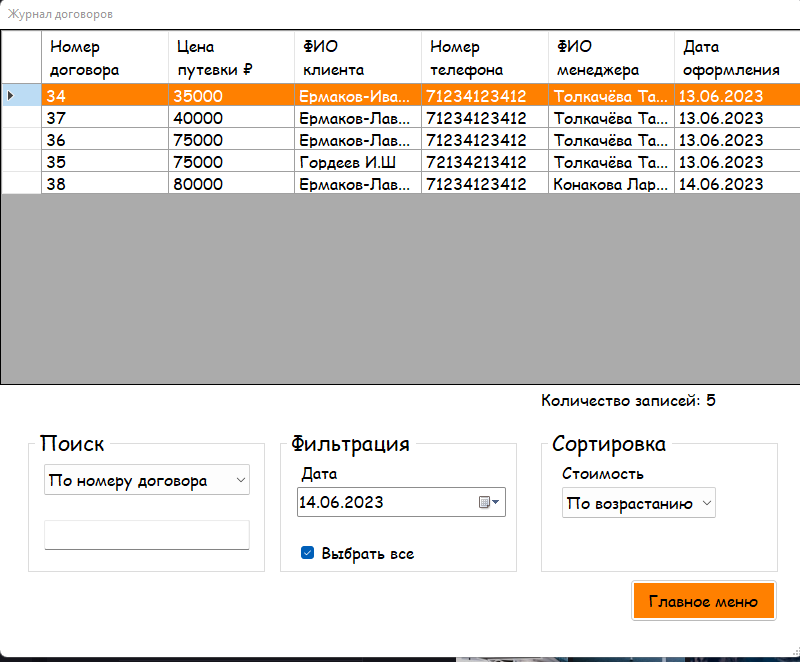 Журнал договоров
Номер договора Цена путевки ₽ ФИО клиента Номер телефона ФИО менеджера Дата оформления
34 35000 Ермаков-Ива... 71234123412 Толкачёва Та... 13.06.2023
37 40000 Ермаков-Лав... 71234123412 Толкачёва Та... 13.06.2023
36 75000 Ермаков-Лав... 71234123412 Толкачёва Та... 13.06.2023
35 75000 Гордеев И.Ш 72134213412 Толкачёва Та... 13.06.2023
38 80000 Ермаков-Лав... 71234123412 Конакова Лар... 14.06.2023
Количество записей: 5
Поиск
По номеру договора
Фильтрация
Дата
14.06.2023
Выбрать все
Сортировка
Стоимость
По возрастанию
Главное меню